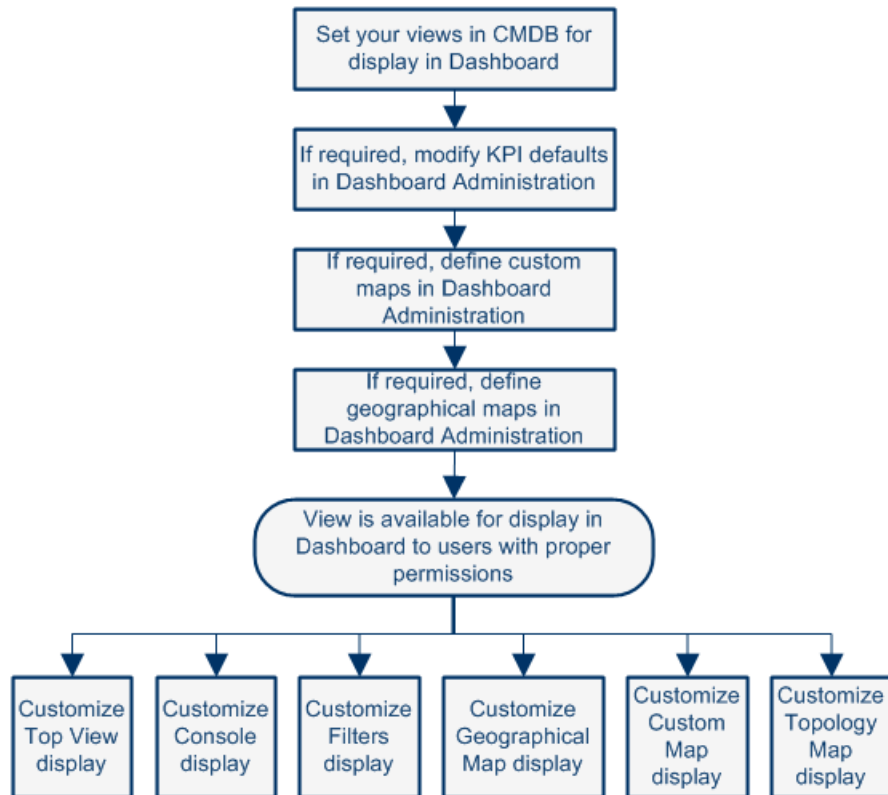 Set your views in CMDB for
display in Dashboard
If required, modify KPI defaults
in Dashboard Administration
If required, define custom
maps in Dashboard
Administration
If required, define
geographical maps in
Dashboard Administration
View is available for display in
Dashboard to users with proper
permissions
Customize
Top View
display
Customize
Console
display
Customize
Filters
display
Customize
Geographical
Map display
Customize
Custom
Map
display
Customize
Topology
Map
display